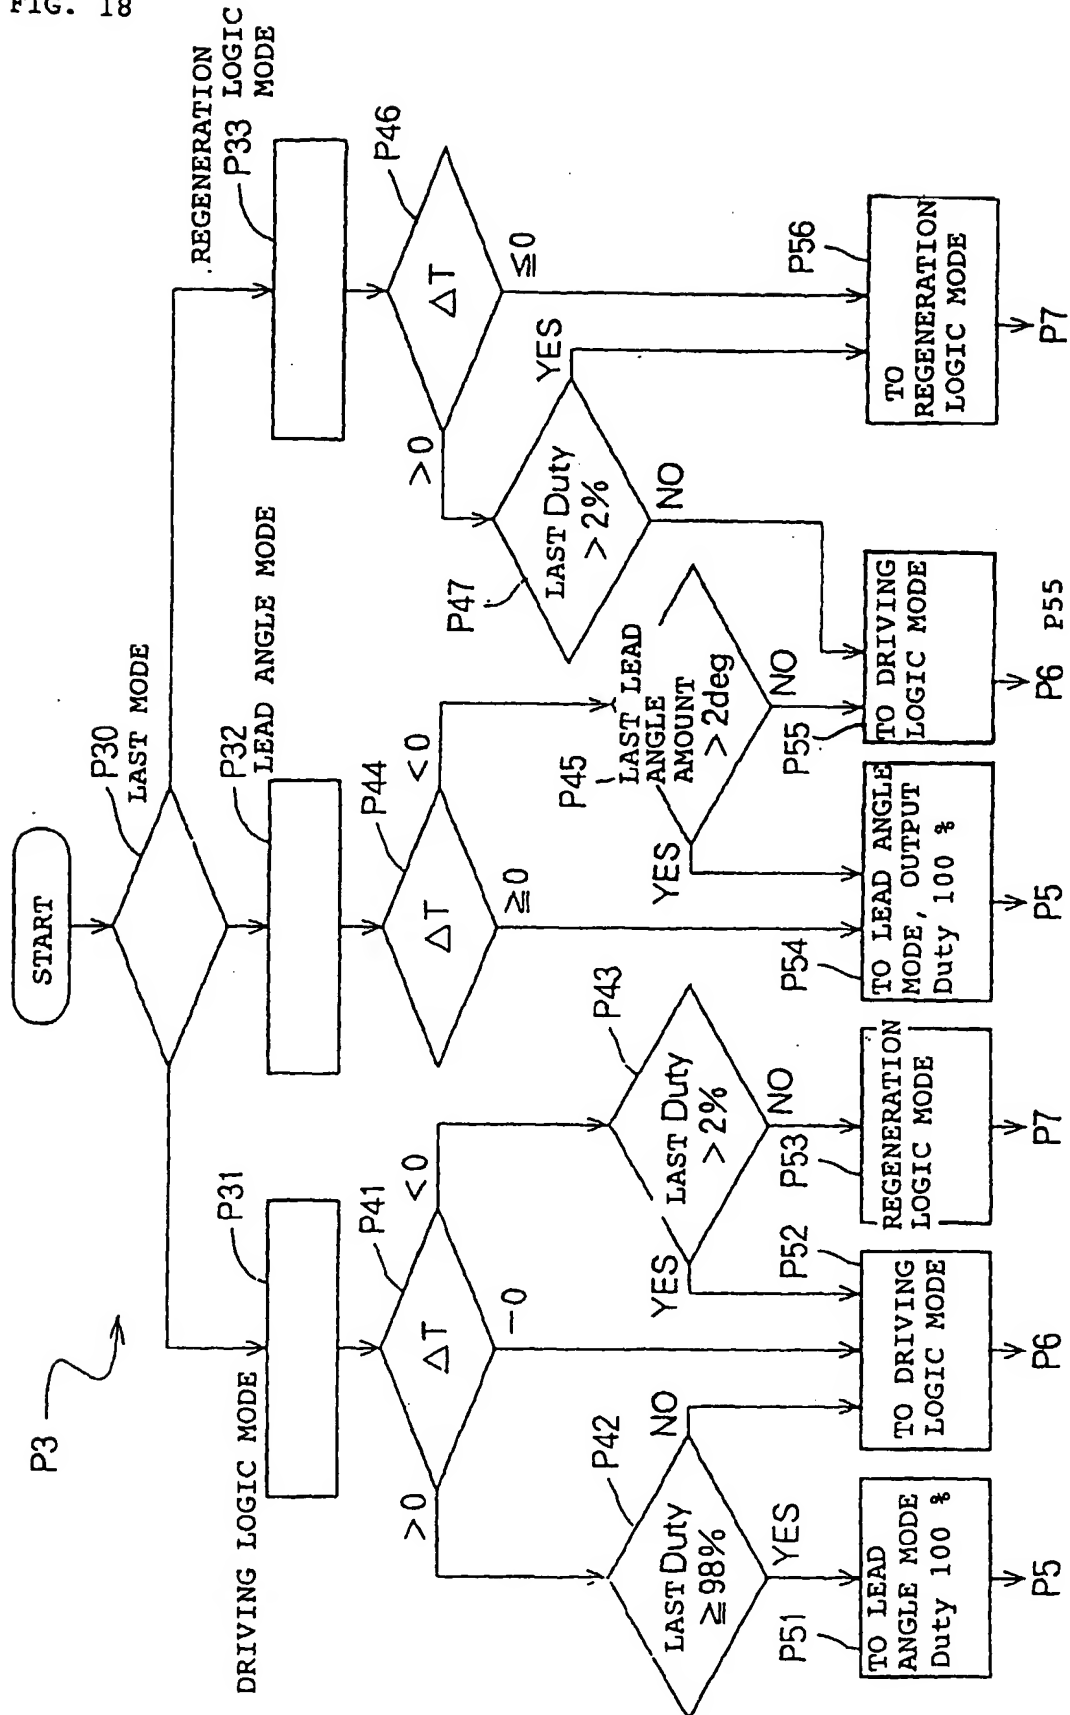 FIG. 18
P3
START
P30
LAST MODE
DRIVING LOGIC MODE
P31
P32
LEAD ANGLE MODE
.REGENERATION
P33 LOGIC
MODE
P41
ΔT
>0
−0
<0
P44
ΔT
≧0
<0
P46
ΔT
>0
≦0
P42
LAST Duty
≧98%
NO
YES
P43
LAST Duty
>2%
YES
NO
P45
LAST LEAD
ANGLE
AMOUNT
>2deg
YES
NO
P47
LAST Duty
>2%
YES
NO
P51
TO LEAD
ANGLE MODE
Duty 100 %
P5
P52
TO DRIVING
LOGIC MODE
P6
P53
REGENERATION
LOGIC MODE
P7
P54
TO LEAD ANGLE
MODE, OUTPUT
Duty 100 %
P5
P55
TO DRIVING
LOGIC MODE
P6
P55
P56
TO
REGENERATION
LOGIC MODE
P7